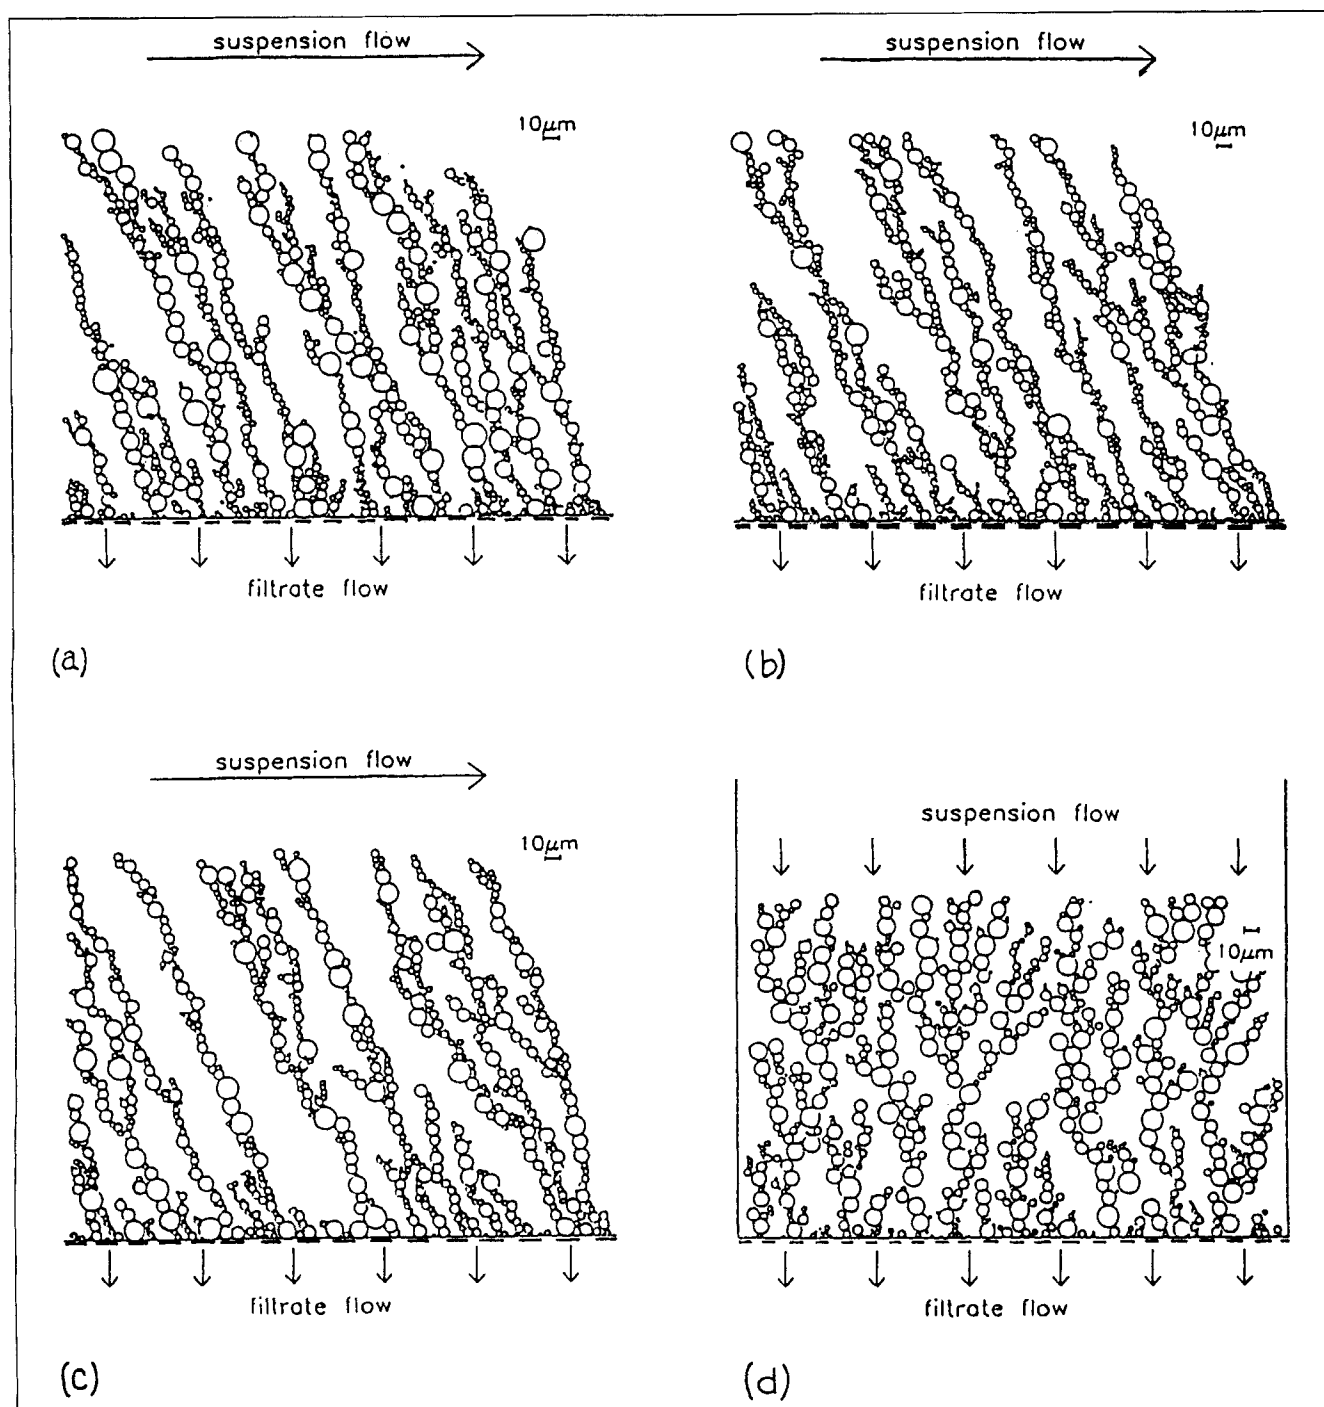 suspension flow
10μm
filtrate flow
(a)
suspension flow
10μm
filtrate flow
(b)
suspension flow
10μm
filtrate flow
(c)
suspension flow
10μm
filtrate flow
(d)